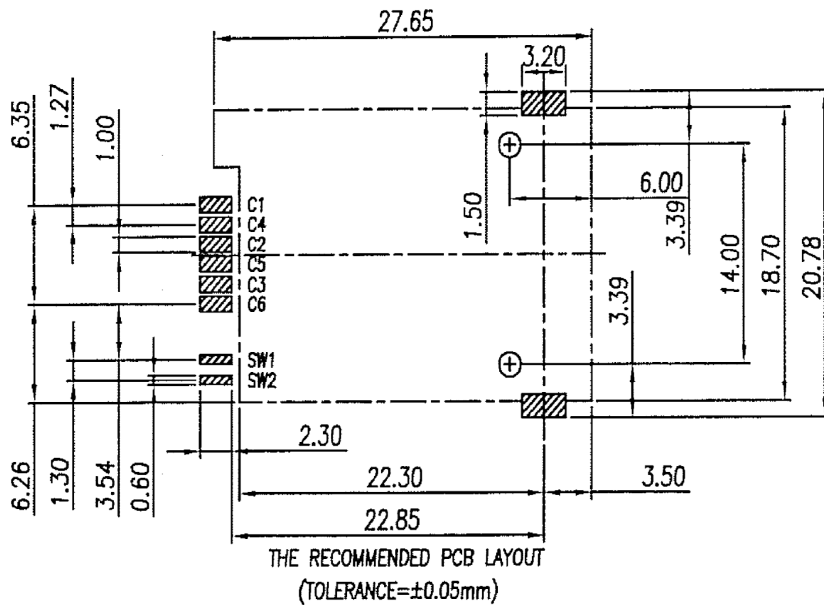 27.65
3.20
6.35
1.27
1.00
1.50
6.00
3.39
14.00
18.70
20.78
C1
C4
C2
C5
C3
C6
3.39
SW1
SW2
2.30
6.26
1.30
3.54
0.60
22.30
3.50
22.85
THE RECOMMENDED PCB LAYOUT
(TOLERANCE=±0.05mm)